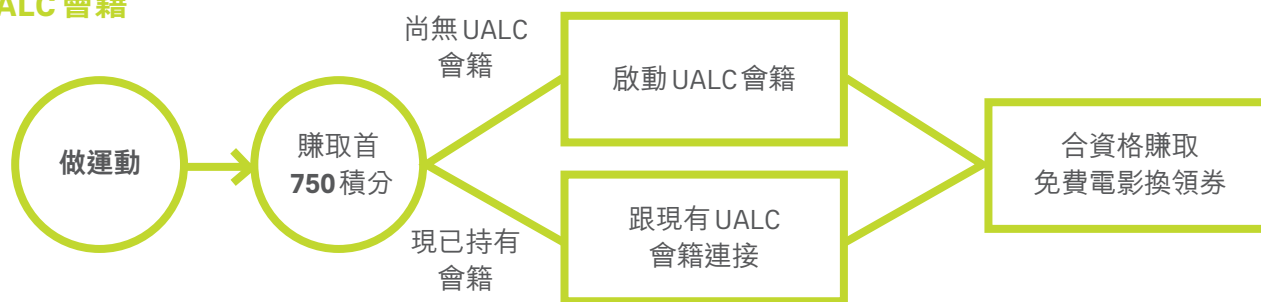 ALC 會籍
做運動
賺取首
750 積分
尚無 UALC
會籍
現已持有
會籍
啟動 UALC 會籍
跟現有 UALC
會籍連接
合資格賺取
免費電影換領券